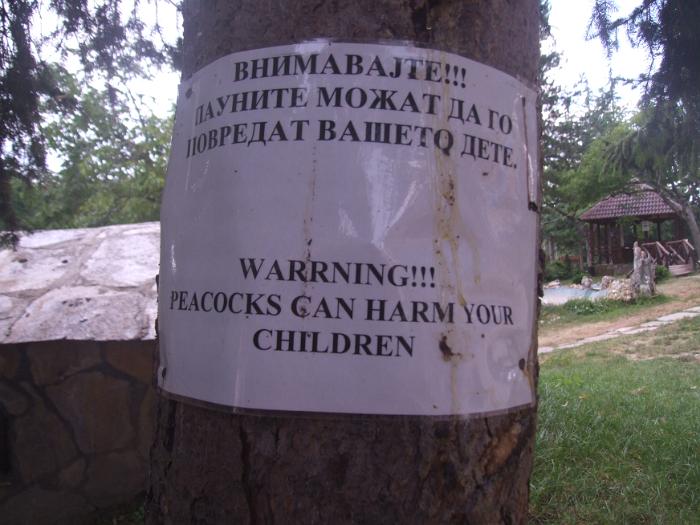 ВНИМАВАЈТЕ!!!
ПАУНИТЕ МОЖАТ ДА ГО
ПОВРЕДАТ ВАШЕТО ДЕТЕ.
WARRNING!!!
PEACOCKS CAN HARM YOUR
CHILDREN